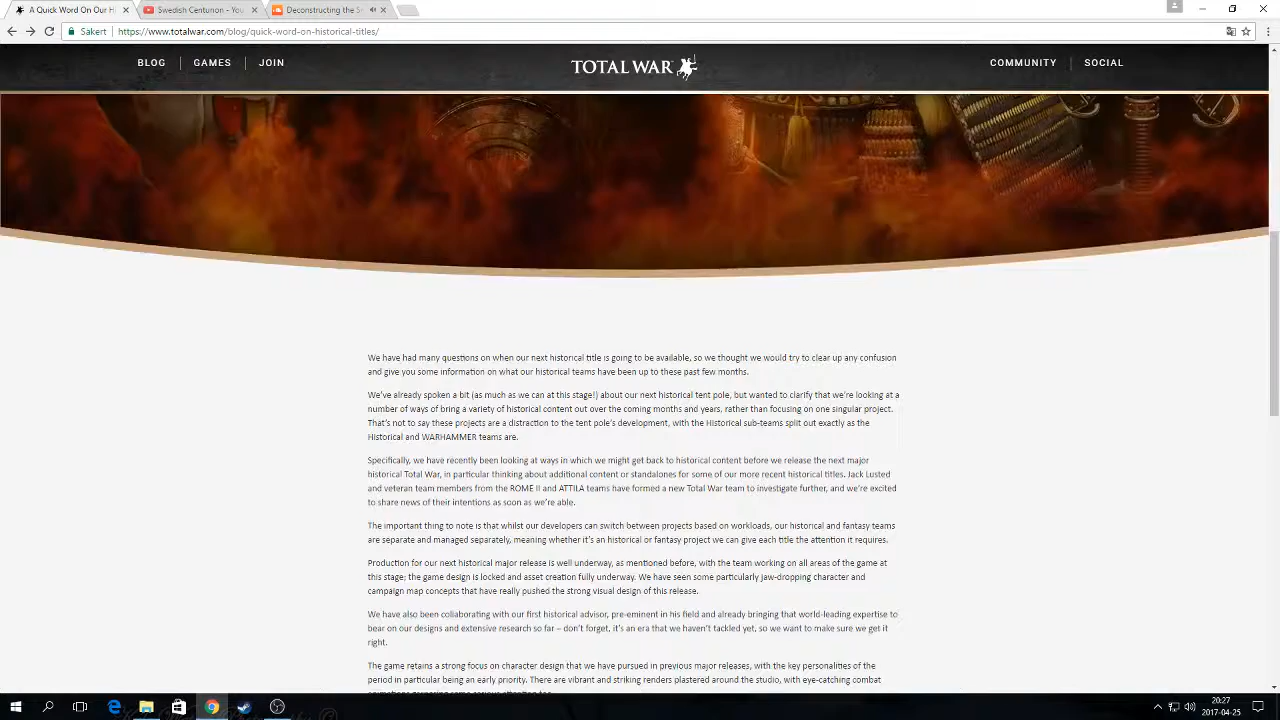 A Quick Word On Our Hi
Swedish Centurion - You
Deconstructing the S
Säkert
https://www.totalwar.com/blog/quick-word-on-historical-titles/
BLOG
GAMES
JOIN
TOTAL WAR
COMMUNITY
SOCIAL
We have had many questions on when our next historical title is going to be available, so we thought we would try to clear up any confusion
and give you some information on what our historical teams have been up to these past few months.
We've already spoken a bit (as much as we can at this stage!) about our next historical tent pole, but wanted to clarify that we're looking at a
number of ways of bring a variety of historical content out over the coming months and years, rather than focusing on one singular project.
That's not to say these projects are a distraction to the tent pole's development, with the Historical sub-teams split out exactly as the
Historical and WARHAMMER teams are.
Specifically, we have recently been looking at ways in which we might get back to historical content before we release the next major
historical Total War, in particular thinking about additional content or standalones for some of our more recent historical titles. Jack Lusted
and veteran team members from the ROME II and ATTILA teams have formed a new Total War team to investigate further, and we're excited
to share news of their intentions as soon as we're able.
The important thing to note is that whilst our developers can switch between projects based on workloads, our historical and fantasy teams
are separate and managed separately, meaning whether it's an historical or fantasy project we can give each title the attention it requires.
Production for our next historical major release is well underway, as mentioned before, with the team working on all areas of the game at
this stage; the game design is locked and asset creation fully underway. We have seen some particularly jaw-dropping character and
campaign map concepts that have really pushed the strong visual design of this release.
We have also been collaborating with our first historical advisor, pre-eminent in his field and already bringing that world-leading expertise to
bear on our designs and extensive research so far – don't forget, it's an era that we haven't tackled yet, so we want to make sure we get it
right.
The game retains a strong focus on character design that we have pursued in previous major releases, with the key personalities of the
period in particular being an early priority. There are vibrant and striking renders plastered around the studio, with eye-catching combat
20:27
2017-04-25